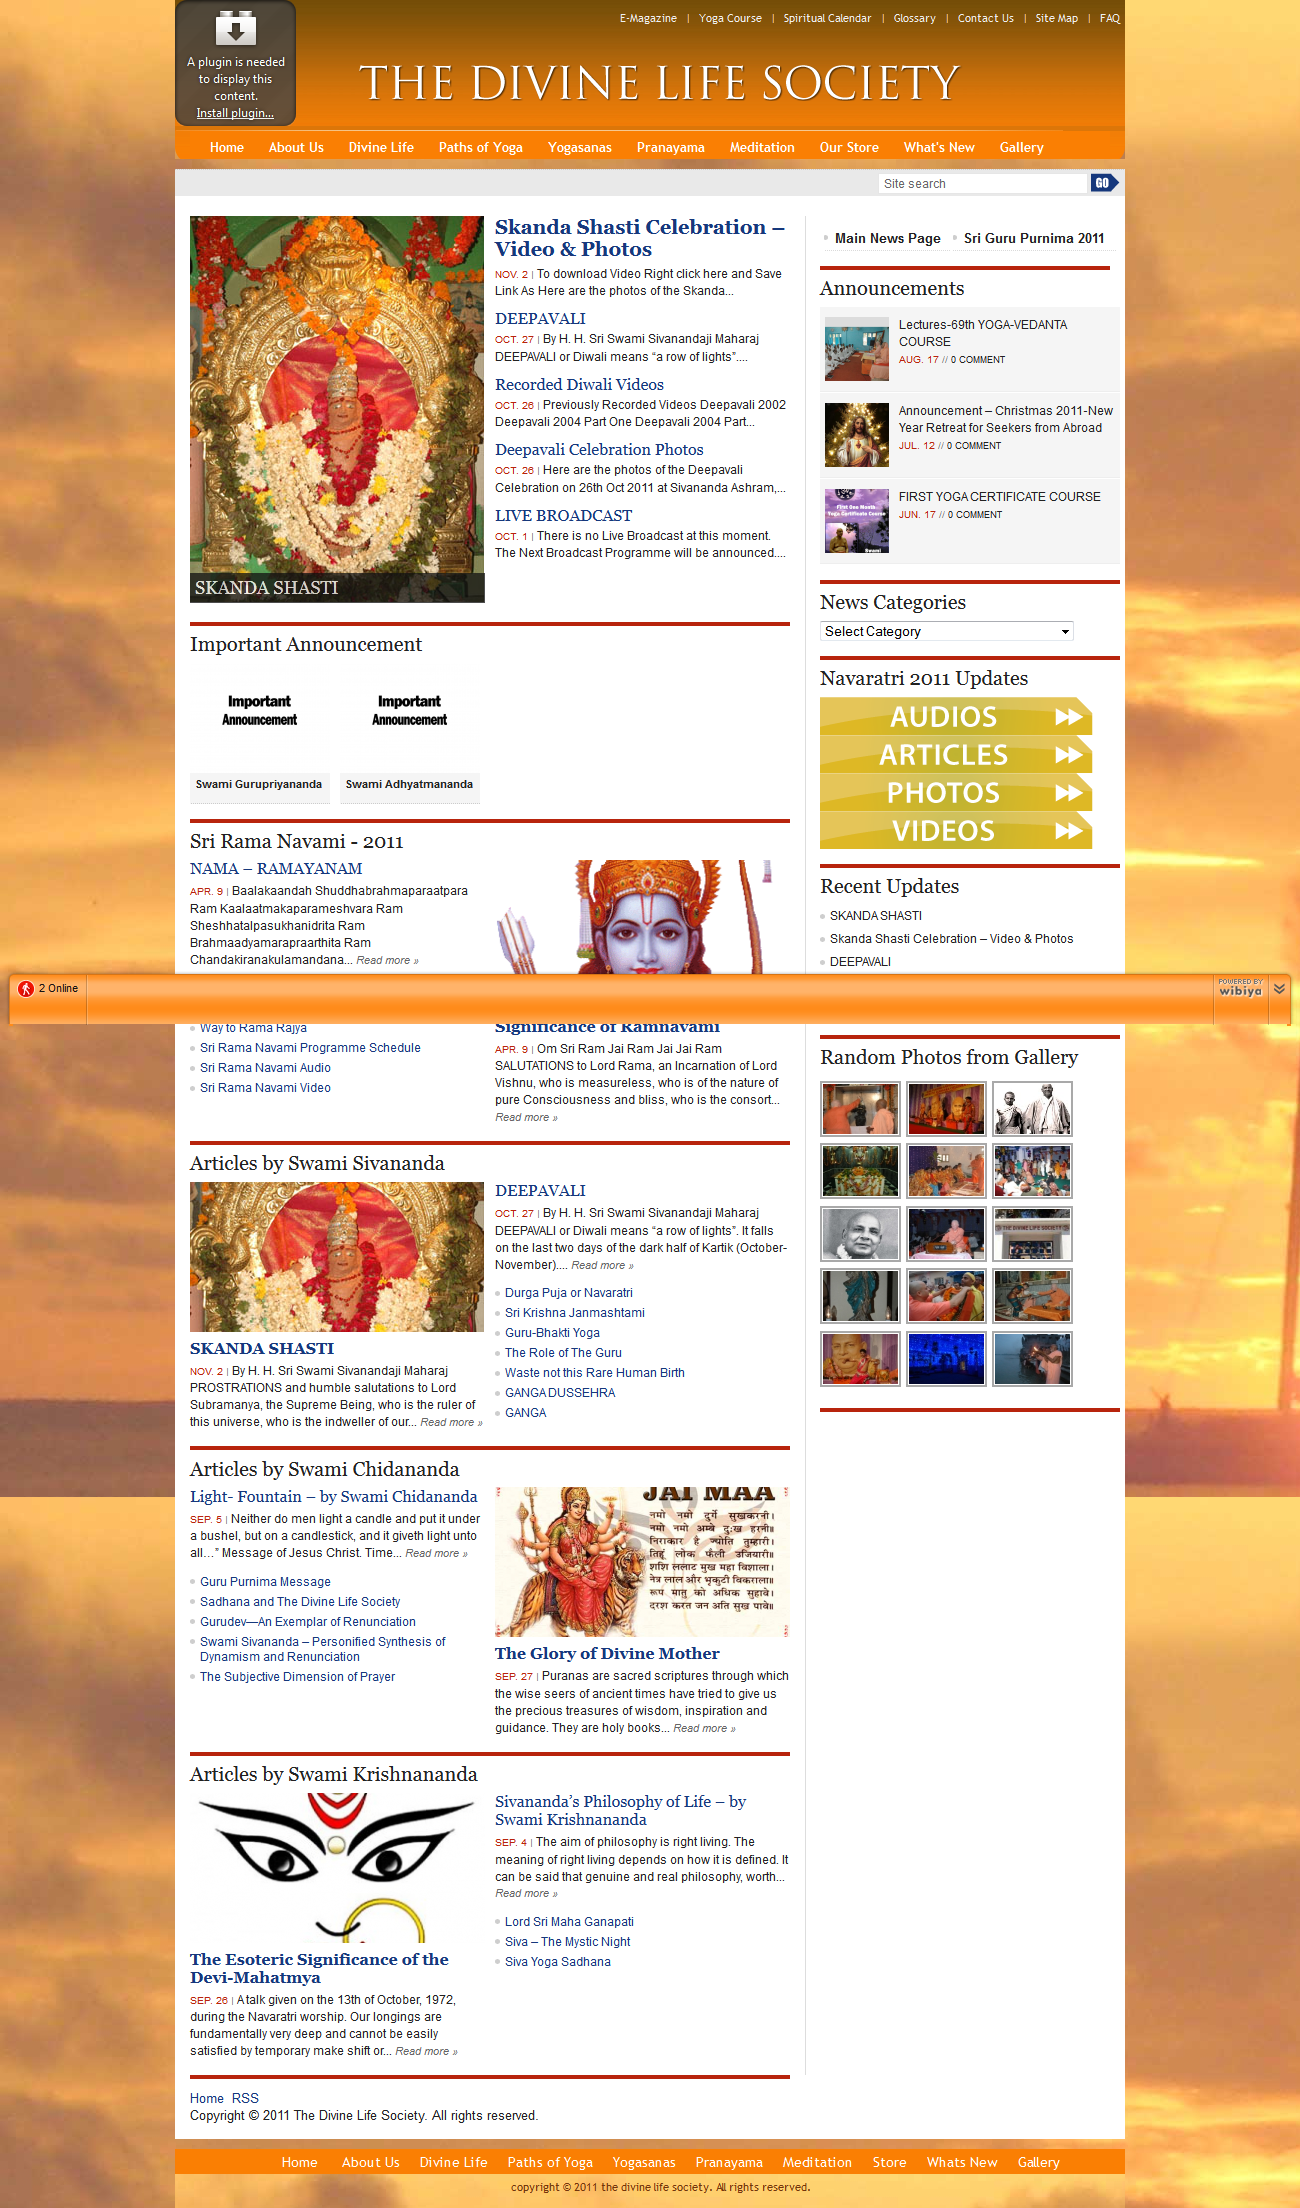 A plugin is needed
to display this
content.
Install plugin...
E-Magazine | Yoga Course | Spiritual Calendar | Glossary | Contact Us | Site Map | FAQ
THE DIVINE LIFE SOCIETY
Home About Us Divine Life Paths of Yoga Yogasanas Pranayama Meditation Our Store What's New Gallery
Site search GO
SKANDA SHASTI
Skanda Shasti Celebration –
Video & Photos
NOV. 2 | To download Video Right click here and Save
Link As Here are the photos of the Skanda...
DEEPAVALI
OCT. 27 | By H. H. Sri Swami Sivanandaji Maharaj
DEEPAVALI or Diwali means “a row of lights”....
Recorded Diwali Videos
OCT. 26 | Previously Recorded Videos Deepavali 2002
Deepavali 2004 Part One Deepavali 2004 Part...
Deepavali Celebration Photos
OCT. 26 | Here are the photos of the Deepavali
Celebration on 26th Oct 2011 at Sivananda Ashram,...
LIVE BROADCAST
OCT. 1 | There is no Live Broadcast at this moment.
The Next Broadcast Programme will be announced....
Important Announcement
Important
Announcement
Important
Announcement
Swami Gurupriyananda
Swami Adhyatmananda
Sri Rama Navami - 2011
NAMA – RAMAYANAM
APR. 9 | Baalakaandah Shuddhabrahmaparaatpara
Ram Kaalaatmakaparameshvara Ram
Sheshhatalpasukhanidrita Ram
Brahmaadyamarapraarthita Ram
Chandakiranakulamandana... Read more »
2 Online
POWERED BY
wibiya
Way to Rama Rajya
Sri Rama Navami Programme Schedule
Sri Rama Navami Audio
Sri Rama Navami Video
Significance of Ramnavami
APR. 9 | Om Sri Ram Jai Ram Jai Jai Ram
SALUTATIONS to Lord Rama, an Incarnation of Lord
Vishnu, who is measureless, who is of the nature of
pure Consciousness and bliss, who is the consort...
Read more »
Articles by Swami Sivananda
SKANDA SHASTI
NOV. 2 | By H. H. Sri Swami Sivanandaji Maharaj
PROSTRATIONS and humble salutations to Lord
Subramanya, the Supreme Being, who is the ruler of
this universe, who is the indweller of our... Read more »
DEEPAVALI
OCT. 27 | By H. H. Sri Swami Sivanandaji Maharaj
DEEPAVALI or Diwali means “a row of lights”. It falls
on the last two days of the dark half of Kartik (October-
November).... Read more »
Durga Puja or Navaratri
Sri Krishna Janmashtami
Guru-Bhakti Yoga
The Role of The Guru
Waste not this Rare Human Birth
GANGA DUSSEHRA
GANGA
Articles by Swami Chidananda
Light- Fountain – by Swami Chidananda
SEP. 5 | Neither do men light a candle and put it under
a bushel, but on a candlestick, and it giveth light unto
all…” Message of Jesus Christ. Time... Read more »
Guru Purnima Message
Sadhana and The Divine Life Society
Gurudev—An Exemplar of Renunciation
Swami Sivananda – Personified Synthesis of
Dynamism and Renunciation
The Subjective Dimension of Prayer
JAI MAA
नमो नमो दुर्गे सुखकरनी।
नमो नमो अम्बे दुःख हरनी॥
निराकार है ज्योति तुम्हारी।
तिहूं लोक फैली उजियारी॥
शशि ललाट मुख महा विशाला।
नेत्र लाल और भृकुटी विकराला॥
रूप मातु को अधिक सुहावे।
दरश करत जन अति सुख पावे॥
The Glory of Divine Mother
SEP. 27 | Puranas are sacred scriptures through which
the wise seers of ancient times have tried to give us
the precious treasures of wisdom, inspiration and
guidance. They are holy books... Read more »
Articles by Swami Krishnananda
The Esoteric Significance of the
Devi-Mahatmya
SEP. 26 | A talk given on the 13th of October, 1972,
during the Navaratri worship. Our longings are
fundamentally very deep and cannot be easily
satisfied by temporary make shift or... Read more »
Sivananda’s Philosophy of Life – by
Swami Krishnananda
SEP. 4 | The aim of philosophy is right living. The
meaning of right living depends on how it is defined. It
can be said that genuine and real philosophy, worth...
Read more »
Lord Sri Maha Ganapati
Siva – The Mystic Night
Siva Yoga Sadhana
Main News Page Sri Guru Purnima 2011
Announcements
Lectures-69th YOGA-VEDANTA
COURSE
AUG. 17 // 0 COMMENT
Announcement – Christmas 2011-New
Year Retreat for Seekers from Abroad
JUL. 12 // 0 COMMENT
First One Month
Yoga Certificate Course
Swami
FIRST YOGA CERTIFICATE COURSE
JUN. 17 // 0 COMMENT
News Categories
Select Category
Navaratri 2011 Updates
AUDIOS
ARTICLES
PHOTOS
VIDEOS
Recent Updates
SKANDA SHASTI
Skanda Shasti Celebration – Video & Photos
DEEPAVALI
Random Photos from Gallery
THE DIVINE LIFE SOCIETY
Home RSS
Copyright © 2011 The Divine Life Society. All rights reserved.
Home About Us Divine Life Paths of Yoga Yogasanas Pranayama Meditation Store Whats New Gallery
copyright © 2011 the divine life society. All rights reserved.